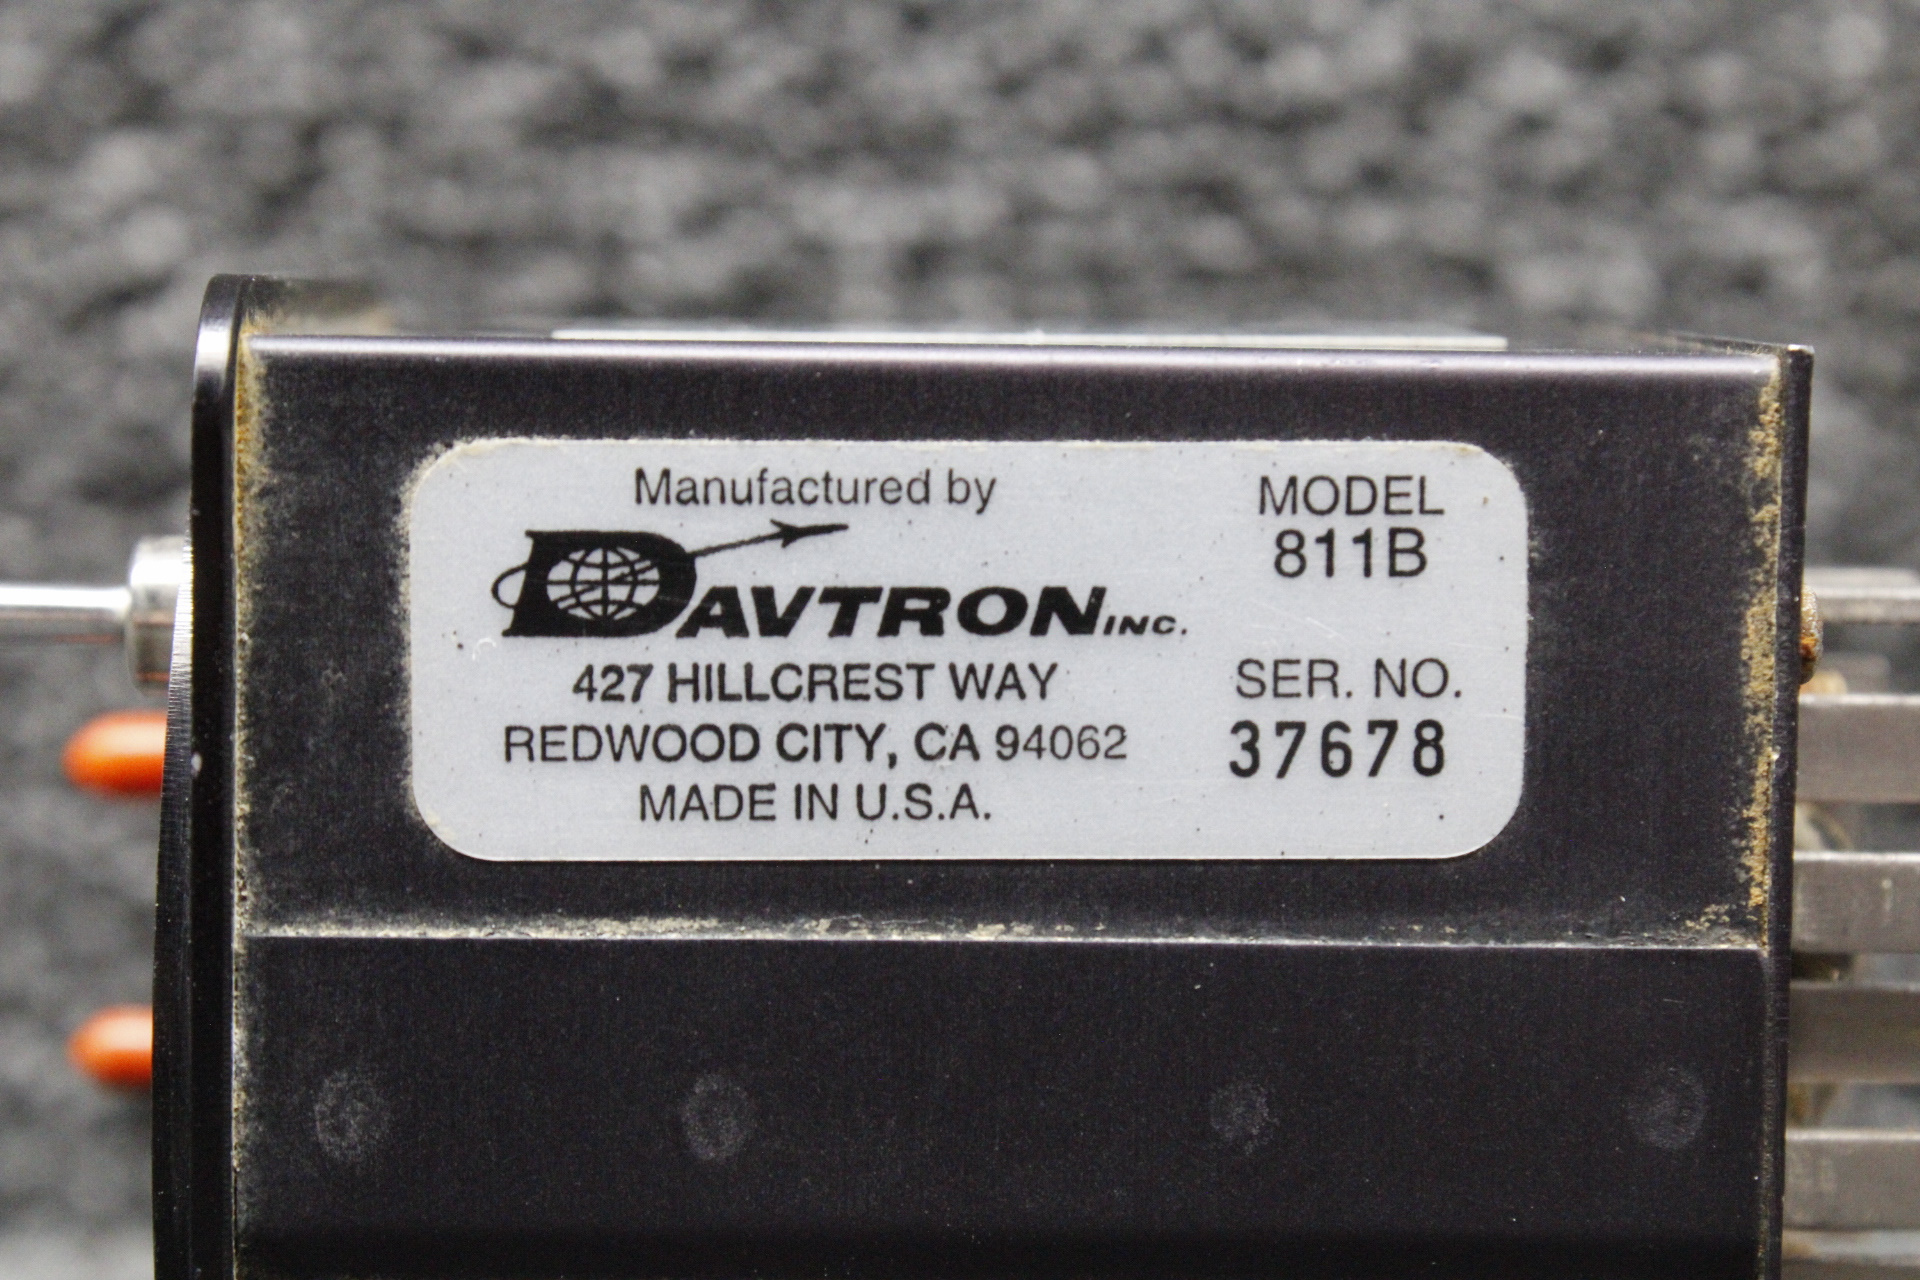 Manufactured by
DAVTRON INC.
427 HILLCREST WAY
REDWOOD CITY, CA 94062
MADE IN U.S.A.
MODEL
811B
SER. NO.
37678